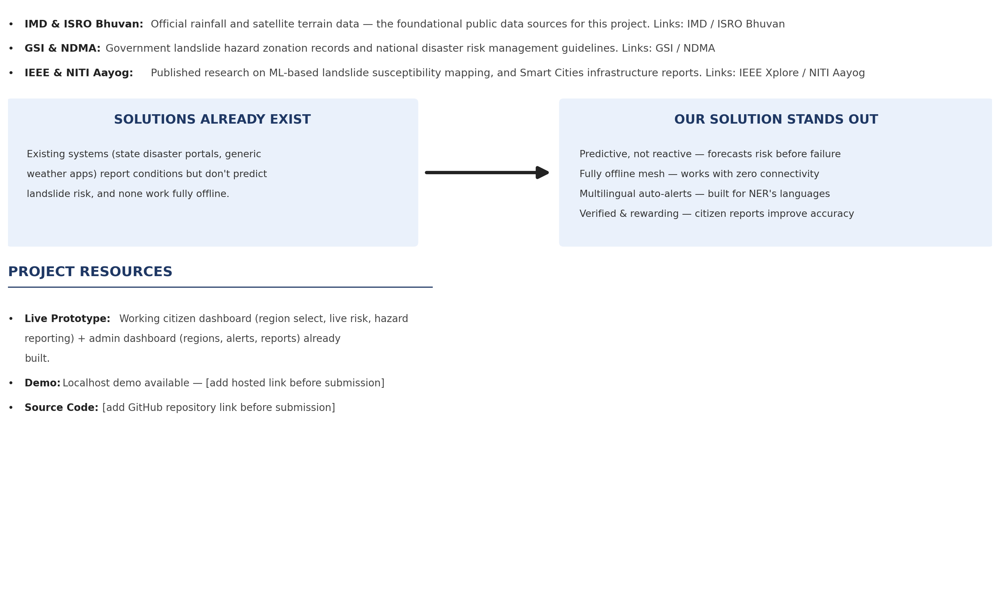 • IMD & ISRO Bhuvan: Official rainfall and satellite terrain data — the foundational public data sources for this project. Links: IMD / ISRO Bhuvan
• GSI & NDMA: Government landslide hazard zonation records and national disaster risk management guidelines. Links: GSI / NDMA
• IEEE & NITI Aayog: Published research on ML-based landslide susceptibility mapping, and Smart Cities infrastructure reports. Links: IEEE Xplore / NITI Aayog
SOLUTIONS ALREADY EXIST
Existing systems (state disaster portals, generic
weather apps) report conditions but don't predict
landslide risk, and none work fully offline.
OUR SOLUTION STANDS OUT
Predictive, not reactive — forecasts risk before failure
Fully offline mesh — works with zero connectivity
Multilingual auto-alerts — built for NER's languages
Verified & rewarding — citizen reports improve accuracy
PROJECT RESOURCES
• Live Prototype: Working citizen dashboard (region select, live risk, hazard
reporting) + admin dashboard (regions, alerts, reports) already
built.
• Demo: Localhost demo available — [add hosted link before submission]
• Source Code: [add GitHub repository link before submission]